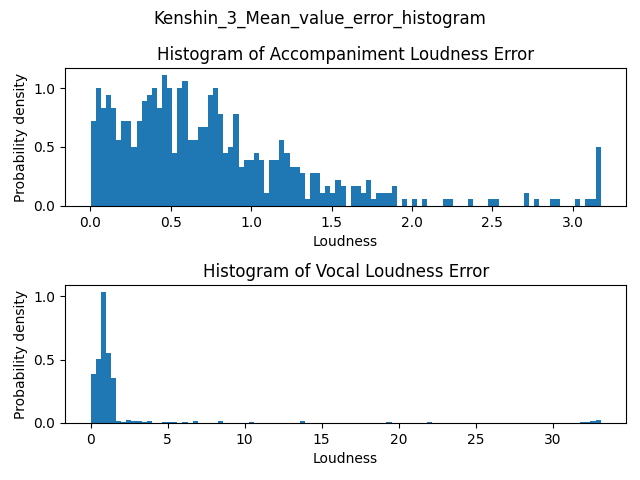 Kenshin_3_Mean_value_error_histogram
Histogram of Accompaniment Loudness Error
Probability density
1.0
0.5
0.0
0.0 0.5 1.0 1.5 2.0 2.5 3.0
Loudness
Histogram of Vocal Loudness Error
Probability density
1.0
0.5
0.0
0 5 10 15 20 25 30
Loudness